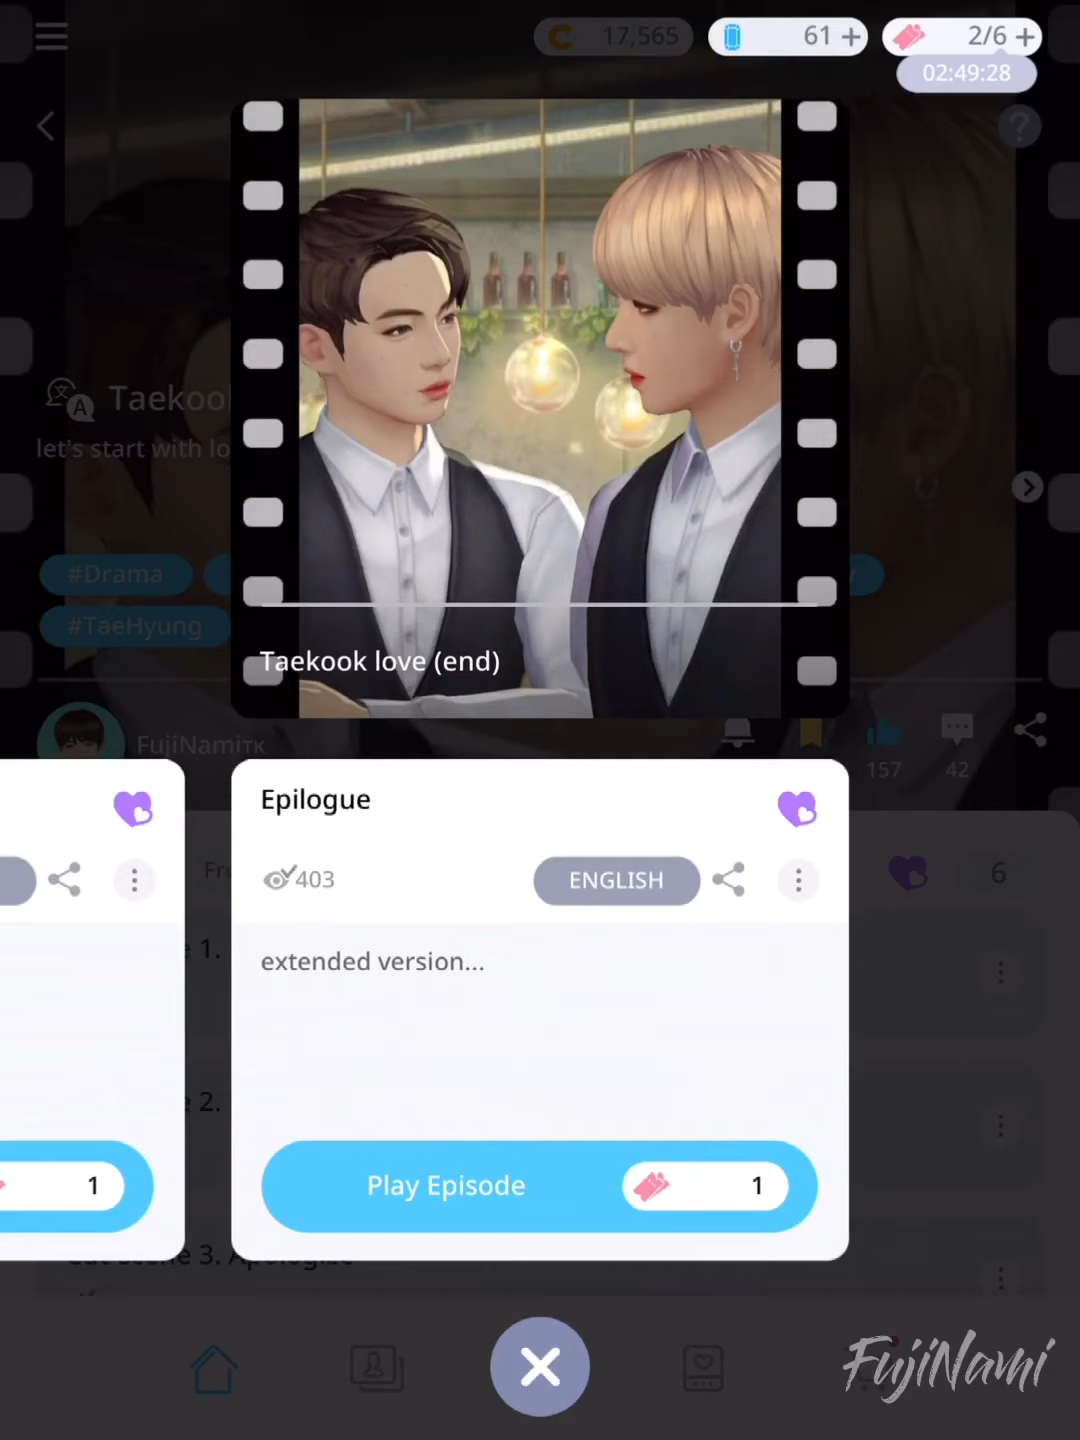 17,565
61 +
2/6 +
02:49:28
?
文
A
Taekoo
let's start with lo
#Drama
#TaeHyung
Taekook love (end)
FujiNamiTK
157
42
Epilogue
403
ENGLISH
6
extended version...
1.
2.
1
Play Episode
1
FujiNami